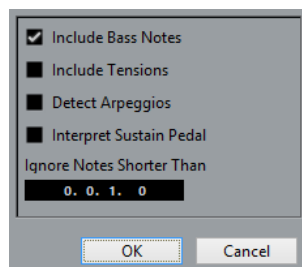 Include Bass Notes
Include Tensions
Detect Arpeggios
Interpret Sustain Pedal
Ignore Notes Shorter Than
0. 0. 1. 0
OK
Cancel